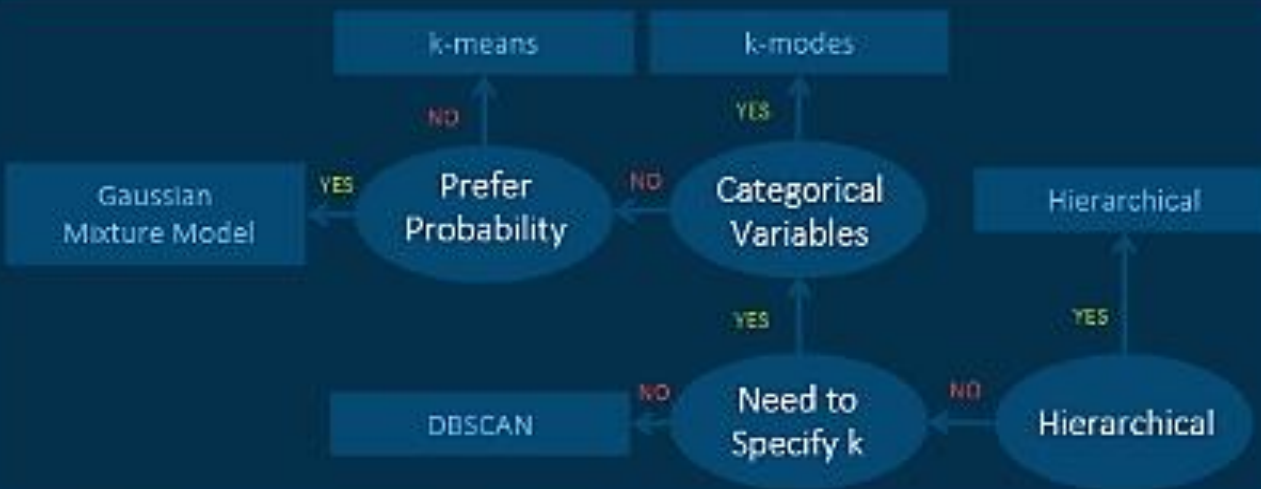 k-means
k-modes
NO
YES
Gaussian
Mixture Model
YES
Prefer
Probability
NO
Categorical
Variables
Hierarchical
YES
YES
DBSCAN
NO
Need to
Specify k
NO
Hierarchical